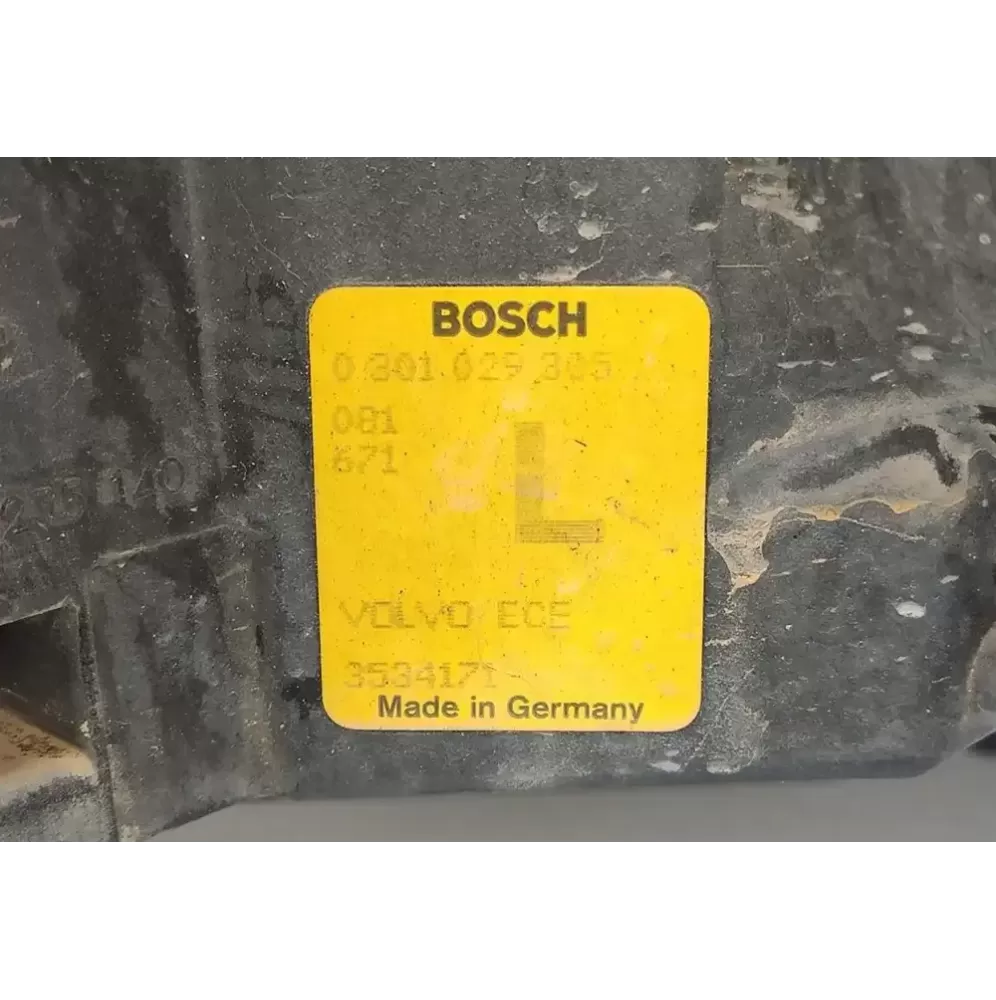 BOSCH
0 301 029 305
081
671
L
VOLVO ECE
3534171
Made in Germany